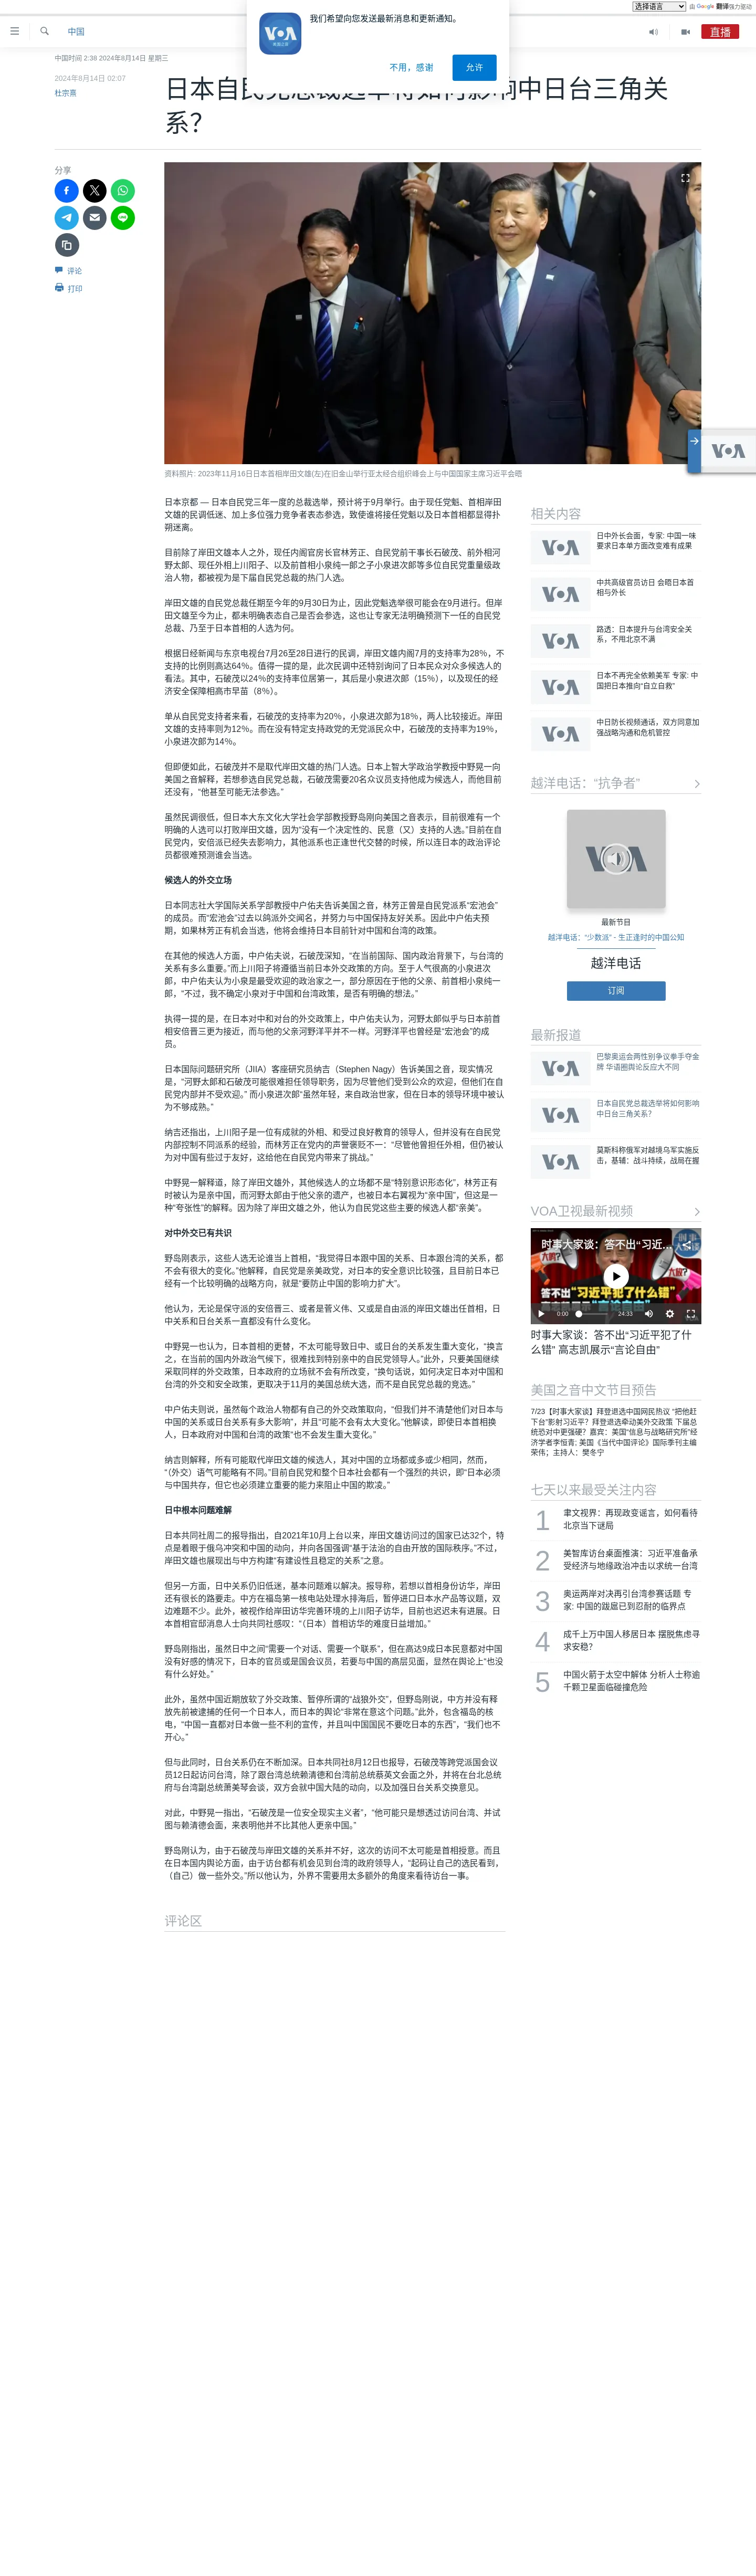 选择语言
由 Google 翻译强力驱动
我们希望向您发送最新消息和更新通知。
VOA
不用，感谢
允许
中国
直播
中国时间 2:38 2024年8月14日 星期三
2024年8月14日 02:07
杜宗熹
日本自民党总裁选举将如何影响中日台三角关
系？
分享
评论
打印
资料照片: 2023年11月16日日本首相岸田文雄(左)在旧金山举行亚太经合组织峰会上与中国国家主席习近平会晤
日本京都 — 日本自民党三年一度的总裁选举，预计将于9月举行。由于现任党魁、首相岸田
文雄的民调低迷、加上多位强力竞争者表态参选，致使谁将接任党魁以及日本首相都显得扑
朔迷离。
目前除了岸田文雄本人之外，现任内阁官房长官林芳正、自民党前干事长石破茂、前外相河
野太郎、现任外相上川阳子、以及前首相小泉纯一郎之子小泉进次郎等多位自民党重量级政
治人物，都被视为是下届自民党总裁的热门人选。
岸田文雄的自民党总裁任期至今年的9月30日为止，因此党魁选举很可能会在9月进行。但岸
田文雄至今为止，都未明确表态自己是否会参选，这也让专家无法明确预测下一任的自民党
总裁、乃至于日本首相的人选为何。
根据日经新闻与东京电视台7月26至28日进行的民调，岸田文雄内阁7月的支持率为28%，不
支持的比例则高达64%。值得一提的是，此次民调中还特别询问了日本民众对众多候选人的
看法。其中，石破茂以24%的支持率位居第一，其后是小泉进次郎（15%），以及现任的经
济安全保障相高市早苗（8%）。
单从自民党支持者来看，石破茂的支持率为20%，小泉进次郎为18%，两人比较接近。岸田
文雄的支持率则为12%。而在没有特定支持政党的无党派民众中，石破茂的支持率为19%，
小泉进次郎为14%。
但即便如此，石破茂并不是取代岸田文雄的热门人选。日本上智大学政治学教授中野晃一向
美国之音解释，若想参选自民党总裁，石破茂需要20名众议员支持他成为候选人，而他目前
还没有，“他甚至可能无法参选。”
虽然民调很低，但日本大东文化大学社会学部教授野岛刚向美国之音表示，目前很难有一个
明确的人选可以打败岸田文雄，因为“没有一个决定性的、民意（又）支持的人选。”目前在自
民党内，安倍派已经失去影响力，其他派系也正逢世代交替的时候，所以连日本的政治评论
员都很难预测谁会当选。
候选人的外交立场
日本同志社大学国际关系学部教授中户佑夫告诉美国之音，林芳正曾是自民党派系“宏池会”
的成员。而“宏池会”过去以鸽派外交闻名，并努力与中国保持友好关系。因此中户佑夫预
期，如果林芳正有机会当选，他将会维持日本目前针对中国和台湾的政策。
在其他的候选人方面，中户佑夫说，石破茂深知，“在当前国际、国内政治背景下，与台湾的
关系有多么重要。”而上川阳子将遵循当前日本外交政策的方向。至于人气很高的小泉进次
郎，中户佑夫认为小泉是最受欢迎的政治家之一，部分原因在于他的父亲、前首相小泉纯一
郎，“不过，我不确定小泉对于中国和台湾政策，是否有明确的想法。”
执得一提的是，在日本对中和对台的外交政策上，中户佑夫认为，河野太郎似乎与日本前首
相安倍晋三更为接近，而与他的父亲河野洋平并不一样。河野洋平也曾经是“宏池会”的成
员。
日本国际问题研究所（JIIA）客座研究员纳吉（Stephen Nagy）告诉美国之音，现实情况
是，“河野太郎和石破茂可能很难担任领导职务，因为尽管他们受到公众的欢迎，但他们在自
民党内部并不受欢迎。” 而小泉进次郎“虽然年轻，来自政治世家，但在日本的领导环境中被认
为不够成熟。”
纳吉还指出，上川阳子是一位有成就的外相、和受过良好教育的领导人，但并没有在自民党
内部控制不同派系的经验，而林芳正在党内的声誉褒贬不一：“尽管他曾担任外相，但仍被认
为对中国有些过于友好，这给他在自民党内带来了挑战。”
中野晃一解释道，除了岸田文雄外，其他候选人的立场都不是“特别意识形态化”，林芳正有
时被认为是亲中国，而河野太郎由于他父亲的遗产，也被日本右翼视为“亲中国”，但这是一
种“夸张性”的解释。因为除了岸田文雄之外，他认为自民党这些主要的候选人都“亲美”。
对中外交已有共识
野岛刚表示，这些人选无论谁当上首相，“我觉得日本跟中国的关系、日本跟台湾的关系，都
不会有很大的变化。”他解释，自民党是亲美政党，对日本的安全意识比较强，且目前日本已
经有一个比较明确的战略方向，就是“要防止中国的影响力扩大”。
他认为，无论是保守派的安倍晋三、或者是菅义伟、又或是自由派的岸田文雄出任首相，日
中关系和日台关系一直都没有什么变化。
中野晃一也认为，日本首相的更替，不太可能导致日中、或日台的关系发生重大变化，“换言
之，在当前的国内外政治气候下，很难找到特别亲中的自民党领导人。”此外，只要美国继续
采取同样的外交政策，日本政府的立场就不会有所改变，“换句话说，如何决定日本对中国和
台湾的外交和安全政策，更取决于11月的美国总统大选，而不是自民党总裁的竞选。”
中户佑夫则说，虽然每个政治人物都有自己的外交政策取向，“但我们并不清楚他们对日本与
中国的关系或日台关系有多大影响”，并且“可能不会有太大变化。”他解读，即使日本首相换
人，日本政府对中国和台湾的政策“也不会发生重大变化。”
纳吉则解释，所有可能取代岸田文雄的候选人，其对中国的立场都或多或少相同，然而，
“（外交）语气可能略有不同。”目前自民党和整个日本社会都有一个强烈的共识，即“日本必须
与中国共存，但它也必须建立重要的能力来阻止中国的欺凌。”
日中根本问题难解
日本共同社周二的报导指出，自2021年10月上台以来，岸田文雄访问过的国家已达32个，特
点是着眼于俄乌冲突和中国的动向，并向各国强调“基于法治的自由开放的国际秩序。”不过，
岸田文雄也展现出与中方构建“有建设性且稳定的关系”之意。
但另一方面，日中关系仍旧低迷，基本问题难以解决。报导称，若想以首相身份访华，岸田
还有很长的路要走。中方在福岛第一核电站处理水排海后，暂停进口日本水产品等议题，双
边难题不少。此外，被视作给岸田访华完善环境的上川阳子访华，目前也迟迟未有进展。日
本首相官邸消息人士向共同社感叹：“（日本）首相访华的难度日益增加。”
野岛刚指出，虽然日中之间“需要一个对话、需要一个联系”，但在高达9成日本民意都对中国
没有好感的情况下，日本的官员或是国会议员，若要与中国的高层见面，显然在舆论上“也没
有什么好处。”
此外，虽然中国近期放软了外交政策、暂停所谓的“战狼外交”，但野岛刚说，中方并没有释
放先前被逮捕的任何一个日本人，而日本的舆论“非常在意这个问题。”此外，包含福岛的核
电，“中国一直都对日本做一些不利的宣传，并且叫中国国民不要吃日本的东西”，“我们也不
开心。”
但与此同时，日台关系仍在不断加深。日本共同社8月12日也报导，石破茂等跨党派国会议
员12日起访问台湾，除了跟台湾总统赖清德和台湾前总统蔡英文会面之外，并将在台北总统
府与台湾副总统萧美琴会谈，双方会就中国大陆的动向，以及加强日台关系交换意见。
对此，中野晃一指出，“石破茂是一位安全现实主义者”，“他可能只是想透过访问台湾、并试
图与赖清德会面，来表明他并不比其他人更亲中国。”
野岛刚认为，由于石破茂与岸田文雄的关系并不好，这次的访问不太可能是首相授意。而且
在日本国内舆论方面，由于访台都有机会见到台湾的政府领导人，“起码让自己的选民看到，
（自己）做一些外交。”所以他认为，外界不需要用太多额外的角度来看待访台一事。
评论区
相关内容
日中外长会面，专家: 中国一味
要求日本单方面改变难有成果
中共高级官员访日 会晤日本首
相与外长
路透：日本提升与台湾安全关
系，不甩北京不满
日本不再完全依赖美军 专家: 中
国把日本推向“自立自救”
中日防长视频通话，双方同意加
强战略沟通和危机管控
越洋电话：“抗争者”
最新节目
越洋电话：“少数派” - 生正逢时的中国公知
越洋电话
订阅
最新报道
巴黎奥运会两性别争议拳手夺金
牌 华语圈舆论反应大不同
日本自民党总裁选举将如何影响
中日台三角关系？
莫斯科称俄军对越境乌军实施反
击，基辅：战斗持续，战局在握
VOA卫视最新视频
时事大家谈：答不出“习近...
答不出“习近平犯了什么错”
0:00
24:33
时事大家谈：答不出“习近平犯了什
么错” 高志凯展示“言论自由”
美国之音中文节目预告
7/23【时事大家谈】拜登退选中国网民热议 “把他赶
下台”影射习近平？拜登退选牵动美外交政策 下届总
统恐对中更强硬？嘉宾：美国“信息与战略研究所”经
济学者李恒青; 美国《当代中国评论》国际季刊主编
荣伟；主持人：樊冬宁
七天以来最受关注内容
1
聿文视界：再现政变谣言，如何看待
北京当下谜局
2
美智库访台桌面推演：习近平准备承
受经济与地缘政治冲击以求统一台湾
3
奥运两岸对决再引台湾参赛话题 专
家: 中国的跋扈已到忍耐的临界点
4
成千上万中国人移居日本 摆脱焦虑寻
求安稳？
5
中国火箭于太空中解体 分析人士称逾
千颗卫星面临碰撞危险